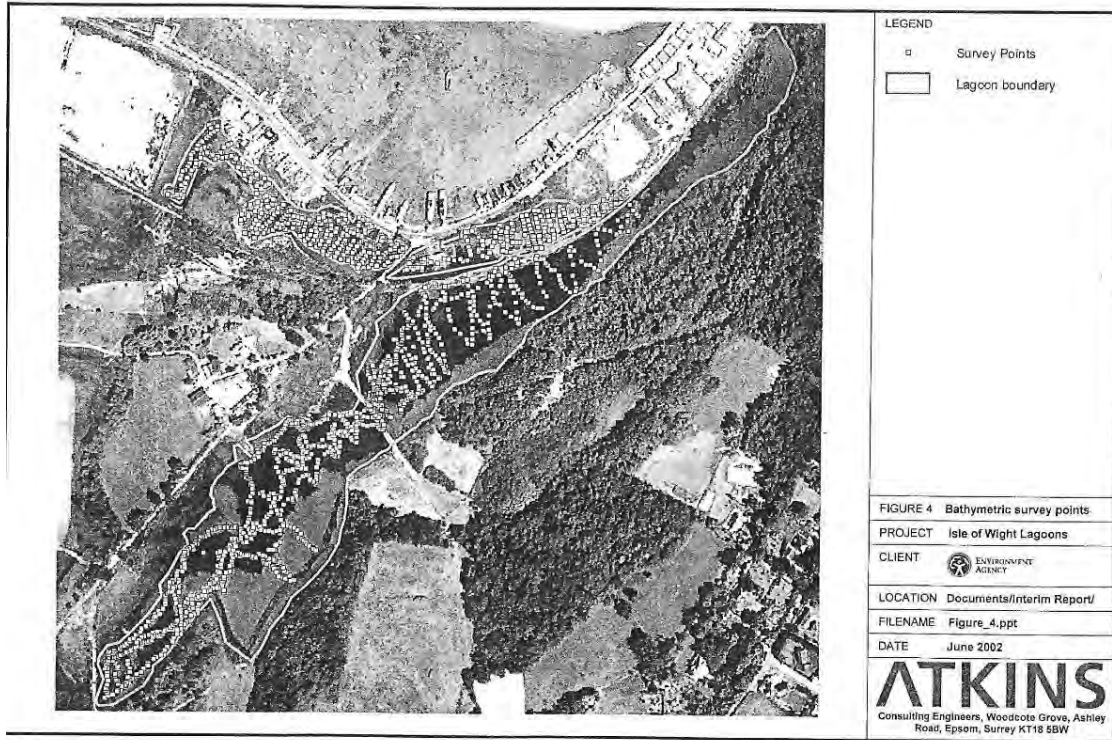 LEGEND
Survey Points
Lagoon boundary
FIGURE 4 Bathymetric survey points
PROJECT Isle of Wight Lagoons
CLIENT ENVIRONMENT
AGENCY
LOCATION Documents/Interim Report/
FILENAME Figure_4.ppt
DATE June 2002
ATKINS
Consulting Engineers, Woodcote Grove, Ashley
Road, Epsom, Surrey KT18 5BW